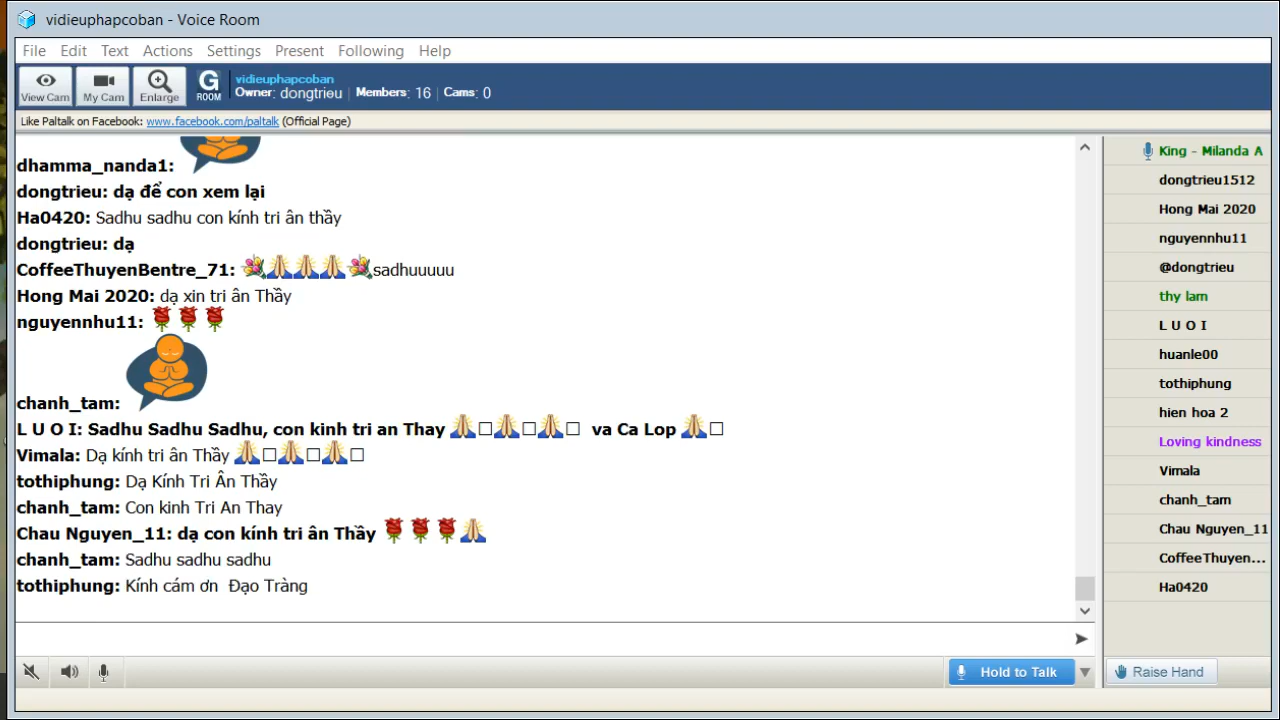 vidieuphapcoban - Voice Room
File Edit Text Actions Settings Present Following Help
View Cam My Cam Enlarge G ROOM
vidieuphapcoban
Owner: dongtrieu | Members: 16 | Cams: 0
Like Paltalk on Facebook: www.facebook.com/paltalk (Official Page)
dhamma_nanda1:
dongtrieu: dạ để con xem lại
Ha0420: Sadhu sadhu con kính tri ân thầy
dongtrieu: dạ
CoffeeThuyenBentre_71: sadhuuuuu
Hong Mai 2020: dạ xin tri ân Thầy
nguyennhu11:
chanh_tam:
L U O I: Sadhu Sadhu Sadhu, con kinh tri an Thay va Ca Lop
Vimala: Dạ kính tri ân Thầy
tothiphung: Dạ Kính Tri Ân Thầy
chanh_tam: Con kinh Tri An Thay
Chau Nguyen_11: dạ con kính tri ân Thầy
chanh_tam: Sadhu sadhu sadhu
tothiphung: Kính cám ơn Đạo Tràng
King - Milanda A
dongtrieu1512
Hong Mai 2020
nguyennhu11
@dongtrieu
thy lam
L U O I
huanle00
tothiphung
hien hoa 2
Loving kindness
Vimala
chanh_tam
Chau Nguyen_11
CoffeeThuyen...
Ha0420
Hold to Talk
Raise Hand